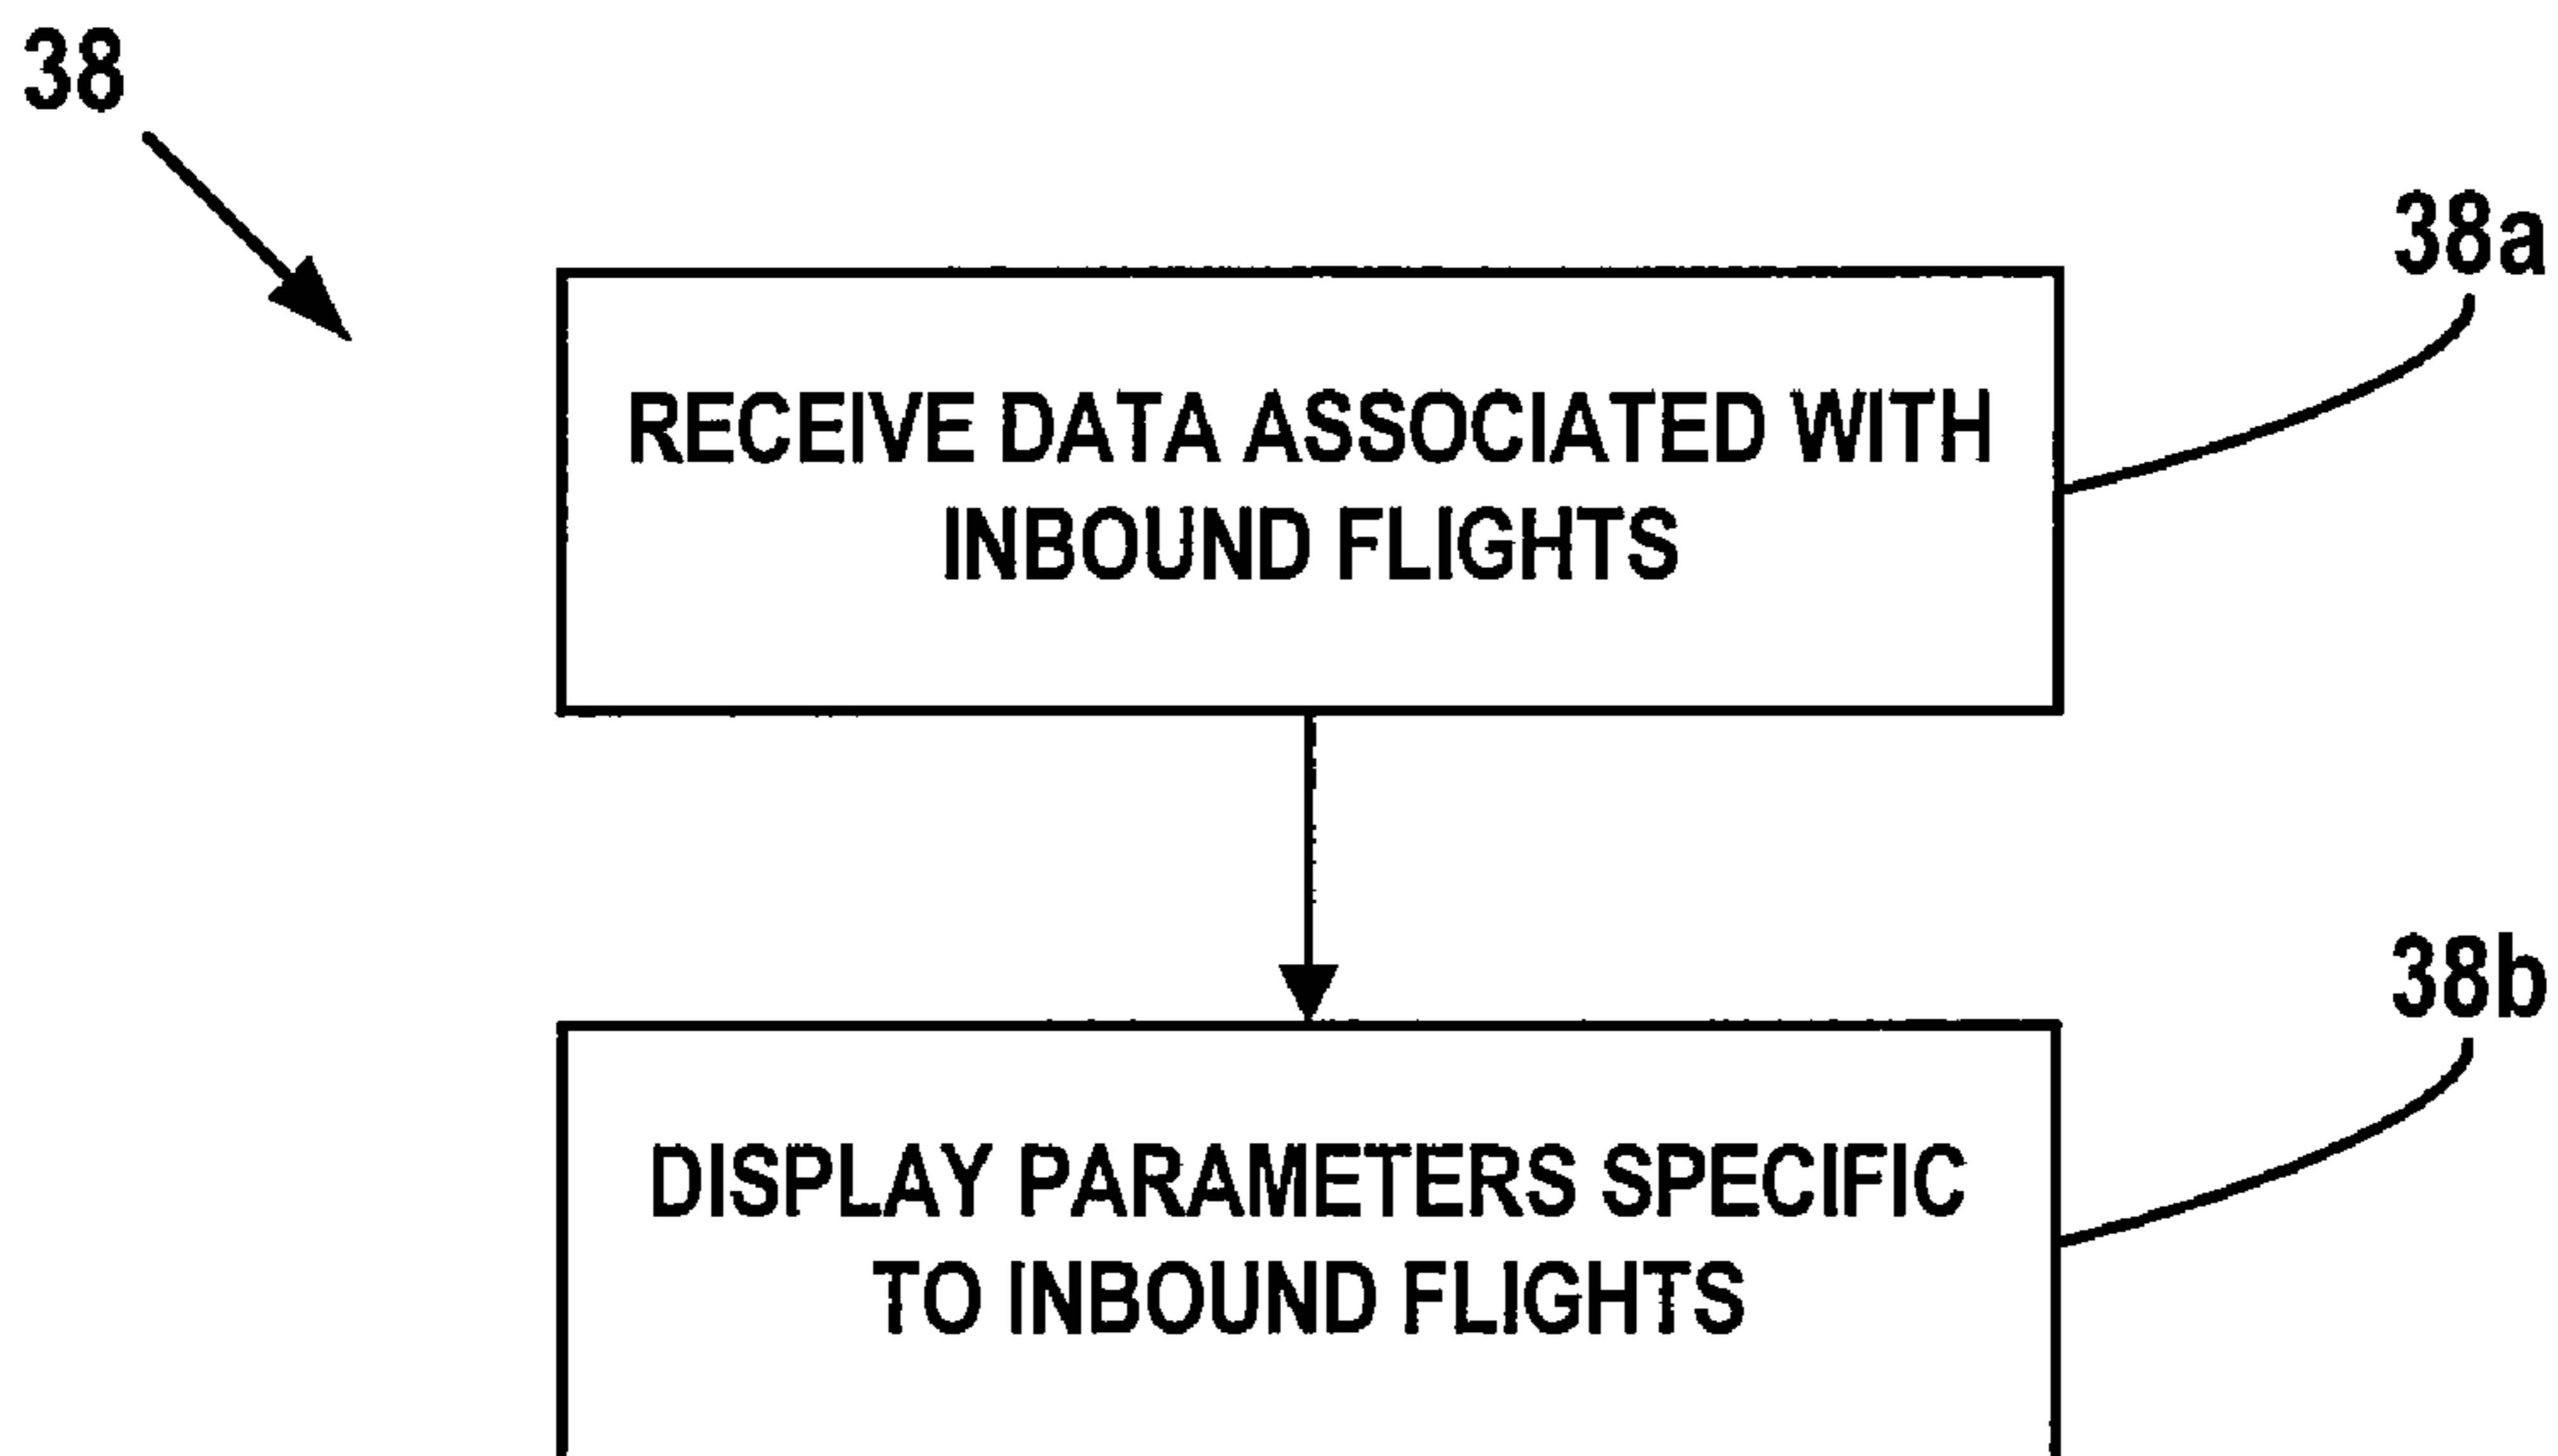 38
38a
RECEIVE DATA ASSOCIATED WITH
INBOUND FLIGHTS
38b
DISPLAY PARAMETERS SPECIFIC
TO INBOUND FLIGHTS